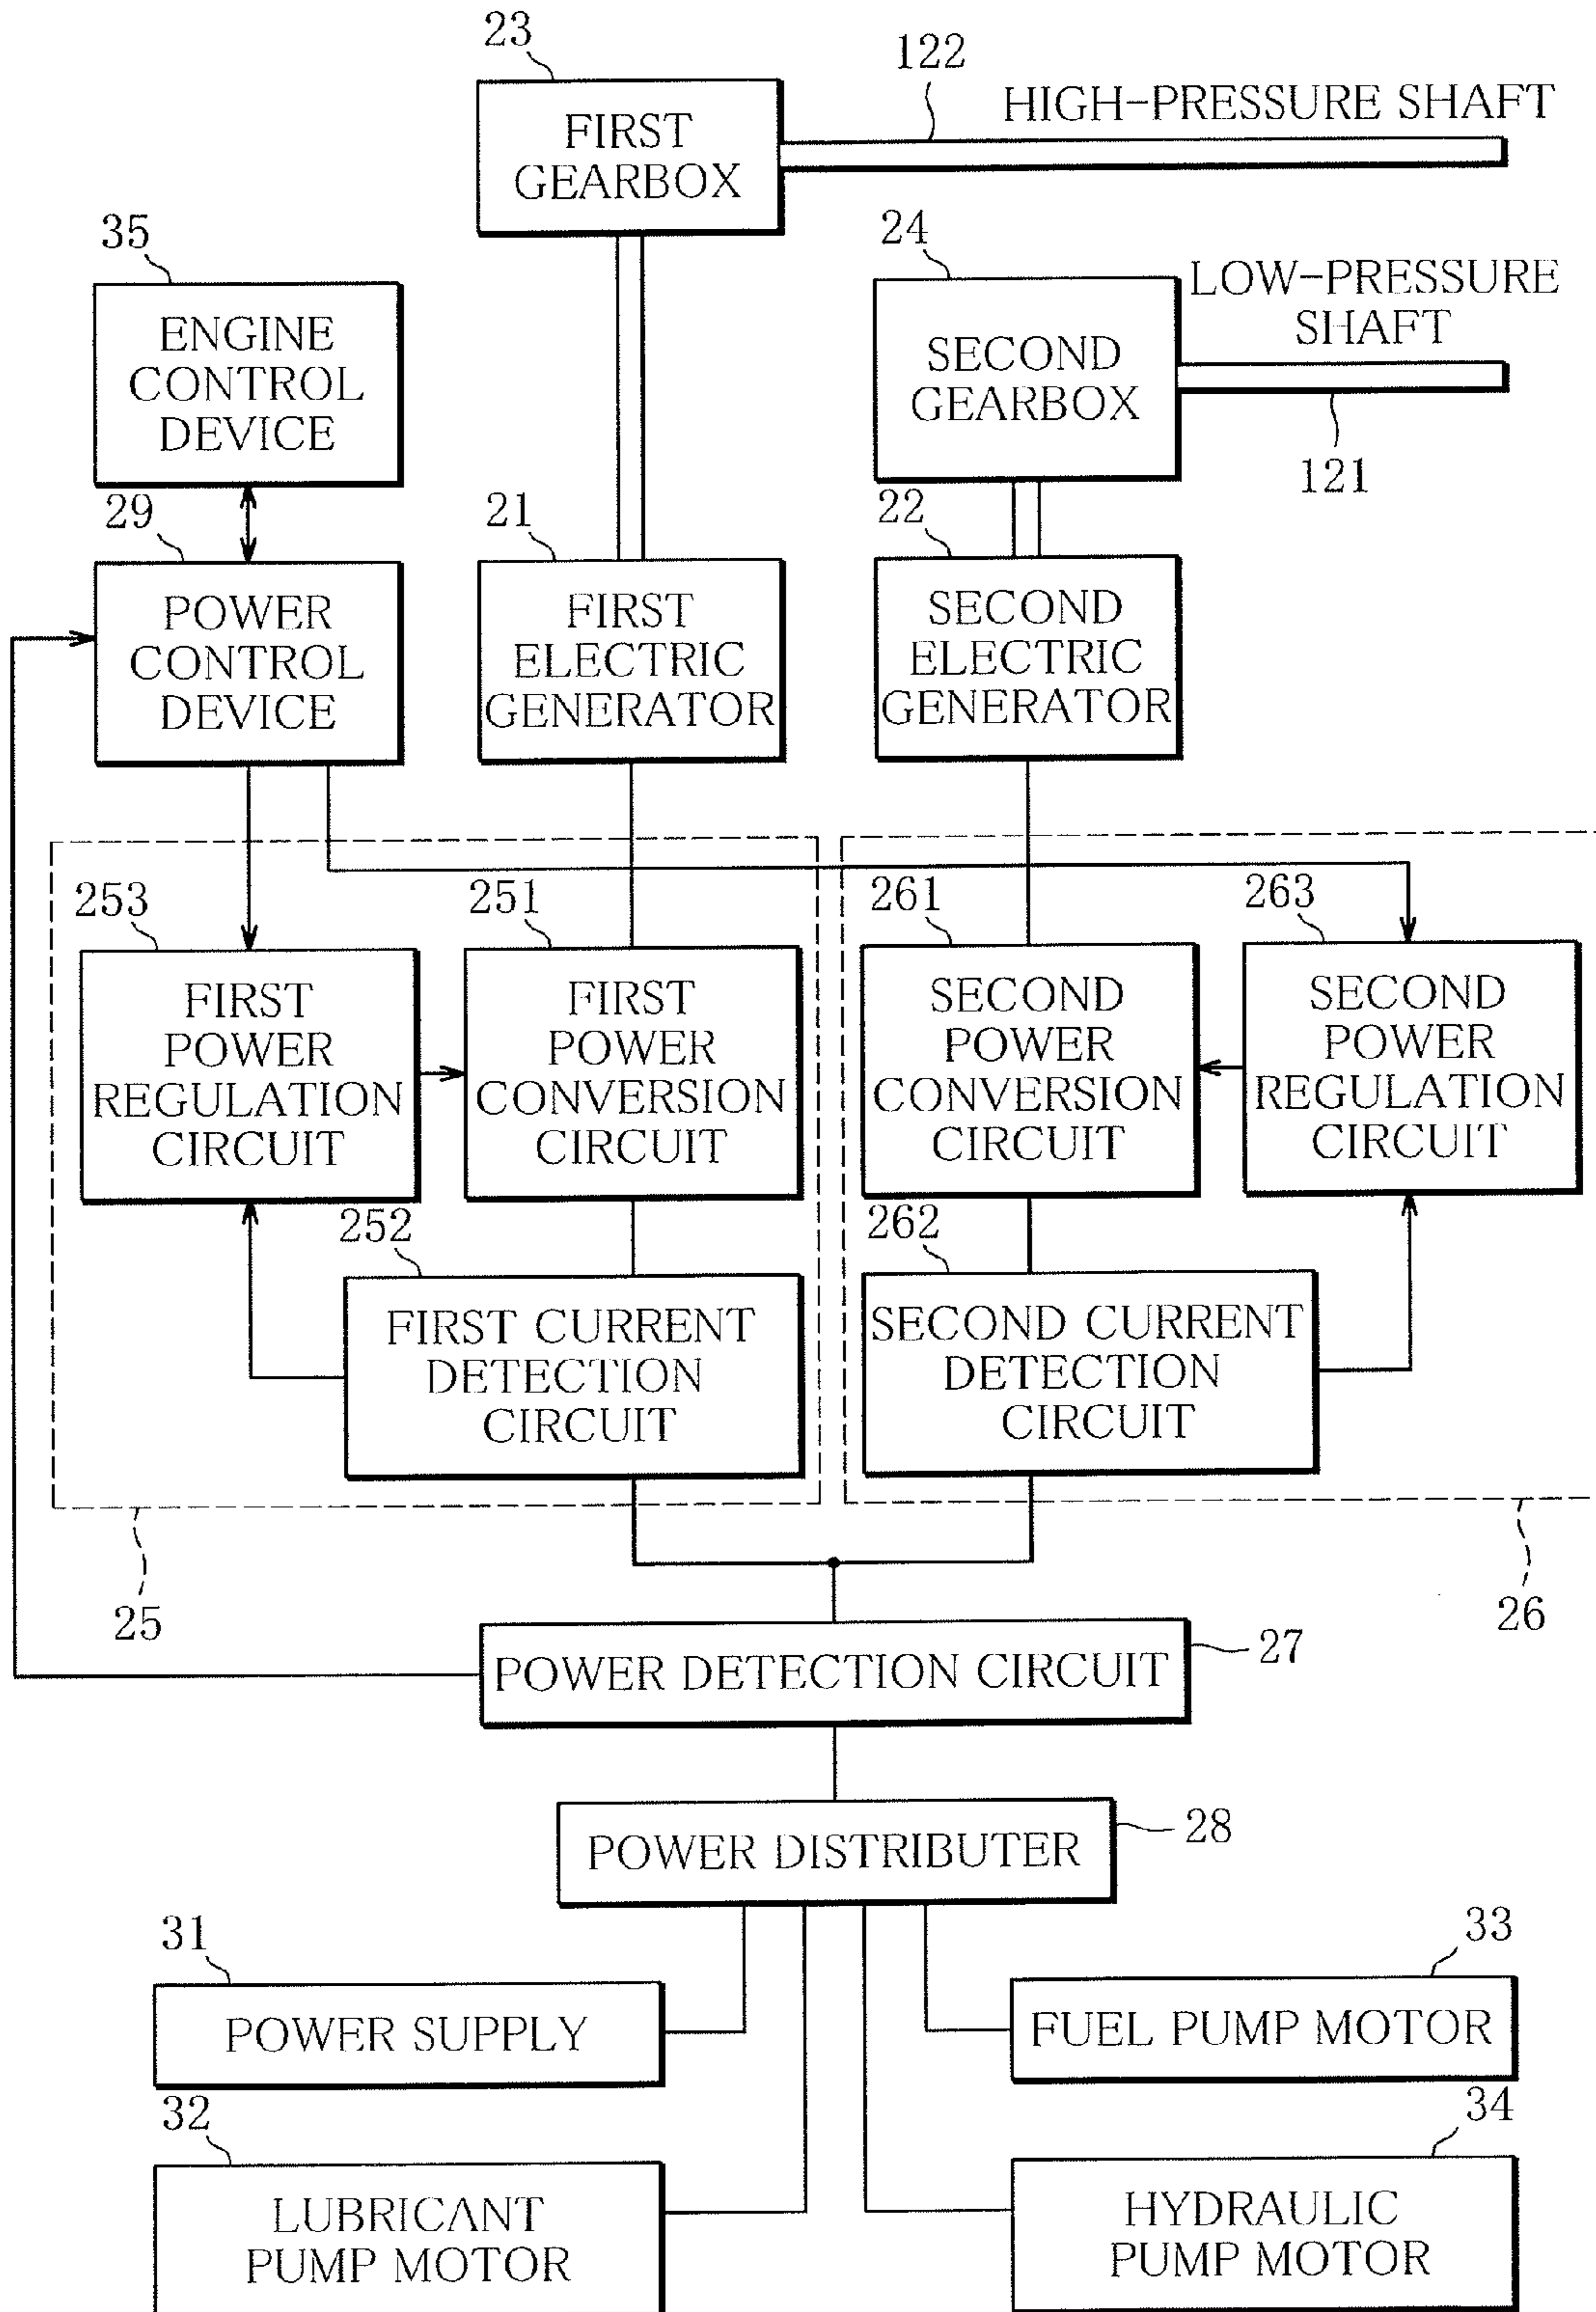 23
122
HIGH-PRESSURE SHAFT
FIRST
GEARBOX
35
24
LOW-PRESSURE
SHAFT
ENGINE
CONTROL
DEVICE
SECOND
GEARBOX
121
29
21
22
POWER
CONTROL
DEVICE
FIRST
ELECTRIC
GENERATOR
SECOND
ELECTRIC
GENERATOR
253
251
261
263
FIRST
POWER
REGULATION
CIRCUIT
FIRST
POWER
CONVERSION
CIRCUIT
SECOND
POWER
CONVERSION
CIRCUIT
SECOND
POWER
REGULATION
CIRCUIT
252
262
FIRST CURRENT
DETECTION
CIRCUIT
SECOND CURRENT
DETECTION
CIRCUIT
25
26
POWER DETECTION CIRCUIT
27
POWER DISTRIBUTER
28
31
33
POWER SUPPLY
FUEL PUMP MOTOR
32
34
LUBRICANT
PUMP MOTOR
HYDRAULIC
PUMP MOTOR